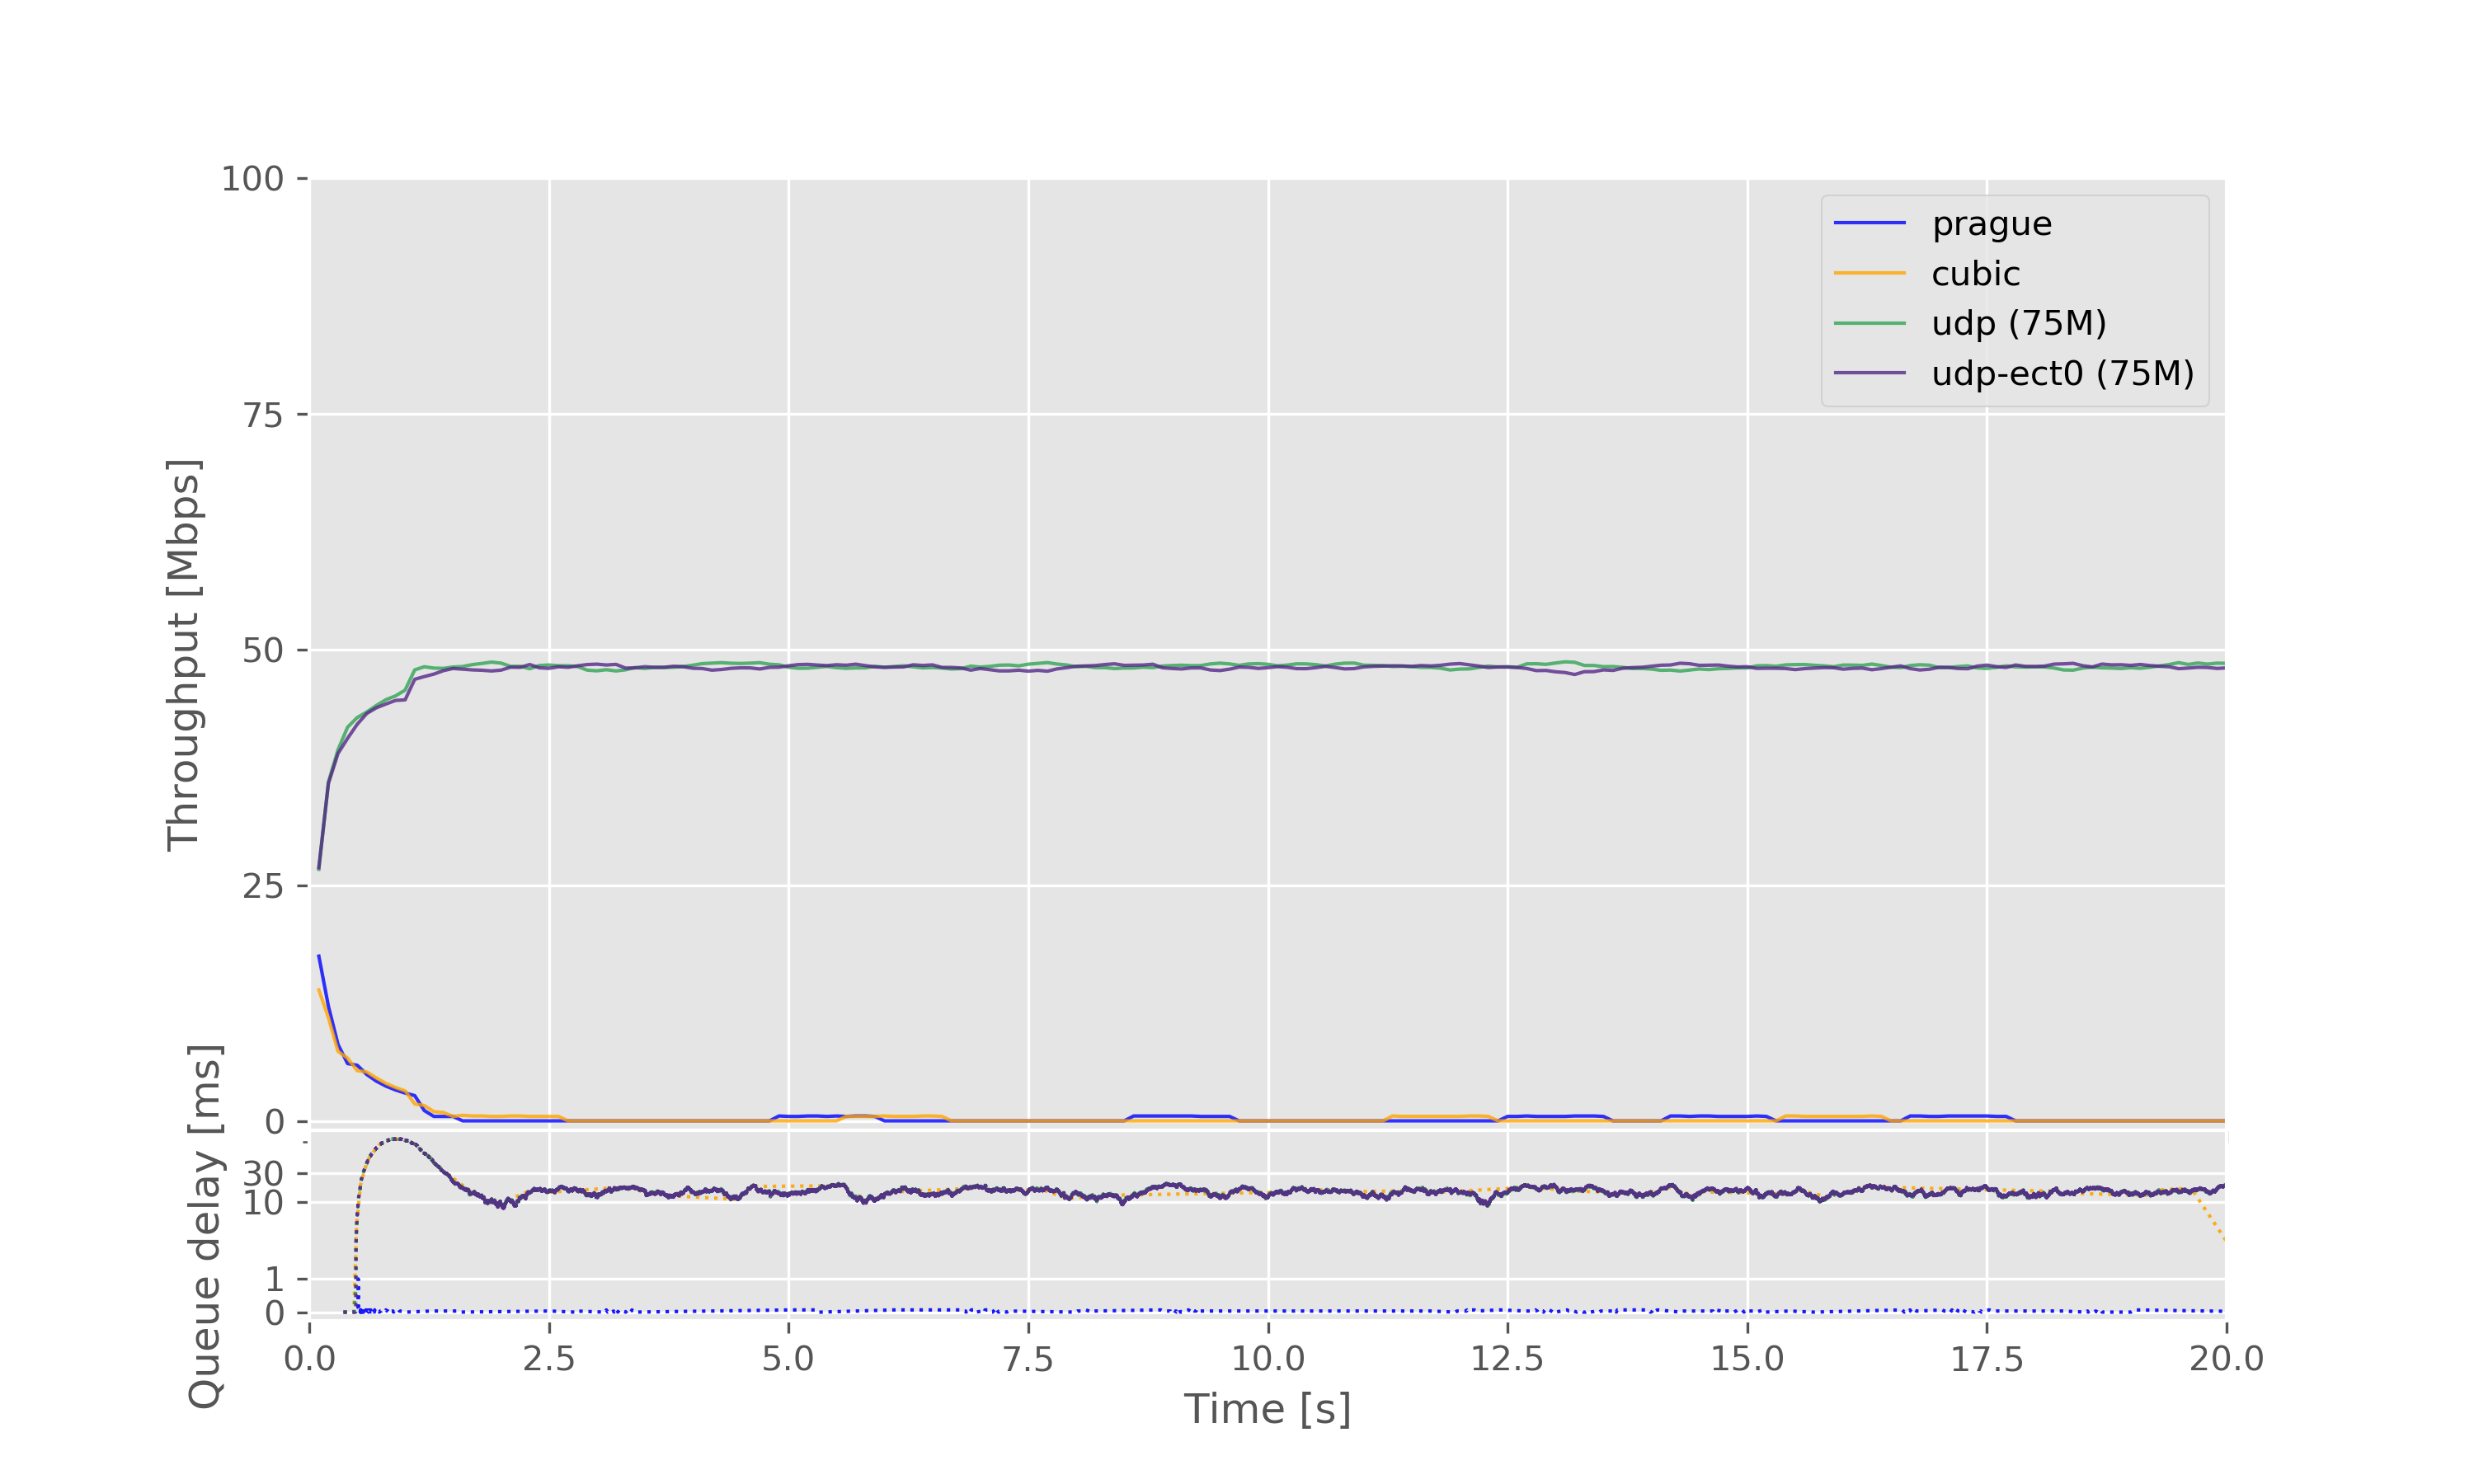 100
75
50
25
0
Throughput [Mbps]
prague
cubic
udp (75M)
udp-ect0 (75M)
-
30
10
1
0
Queue delay [ms]
0.0 2.5 5.0 7.5 10.0 12.5 15.0 17.5 20.0
Time [s]